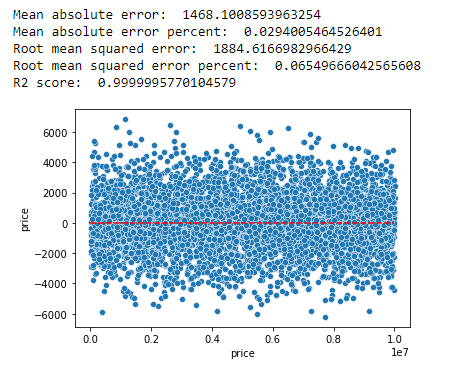 Mean absolute error:  1468.1008593963254
Mean absolute error percent:  0.0294005464526401
Root mean squared error:  1884.6166982966429
Root mean squared error percent:  0.06549666042565608
R2 score:  0.9999995770104579
6000
4000
2000
0
-2000
-4000
-6000
price
0.0 0.2 0.4 0.6 0.8 1.0
1e7
price